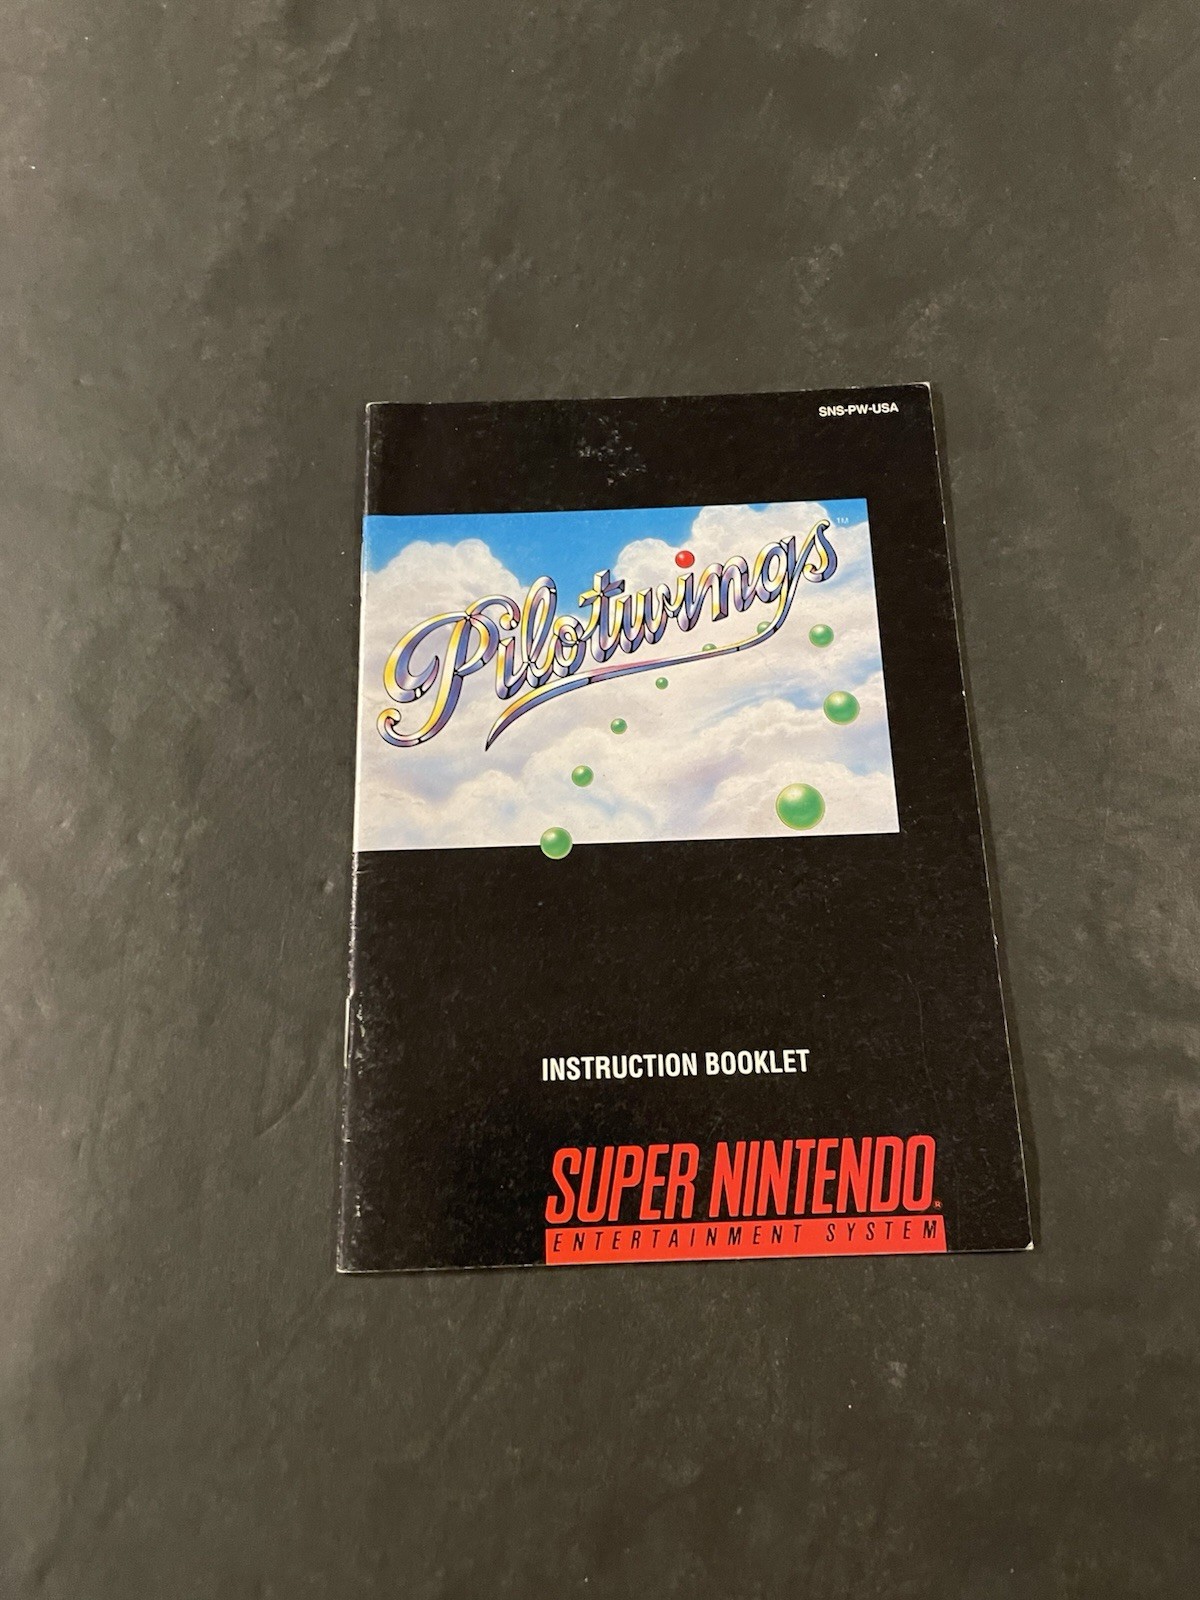 SNS-PW-USA
Pilotwings™
INSTRUCTION BOOKLET
SUPER NINTENDO®
ENTERTAINMENT SYSTEM